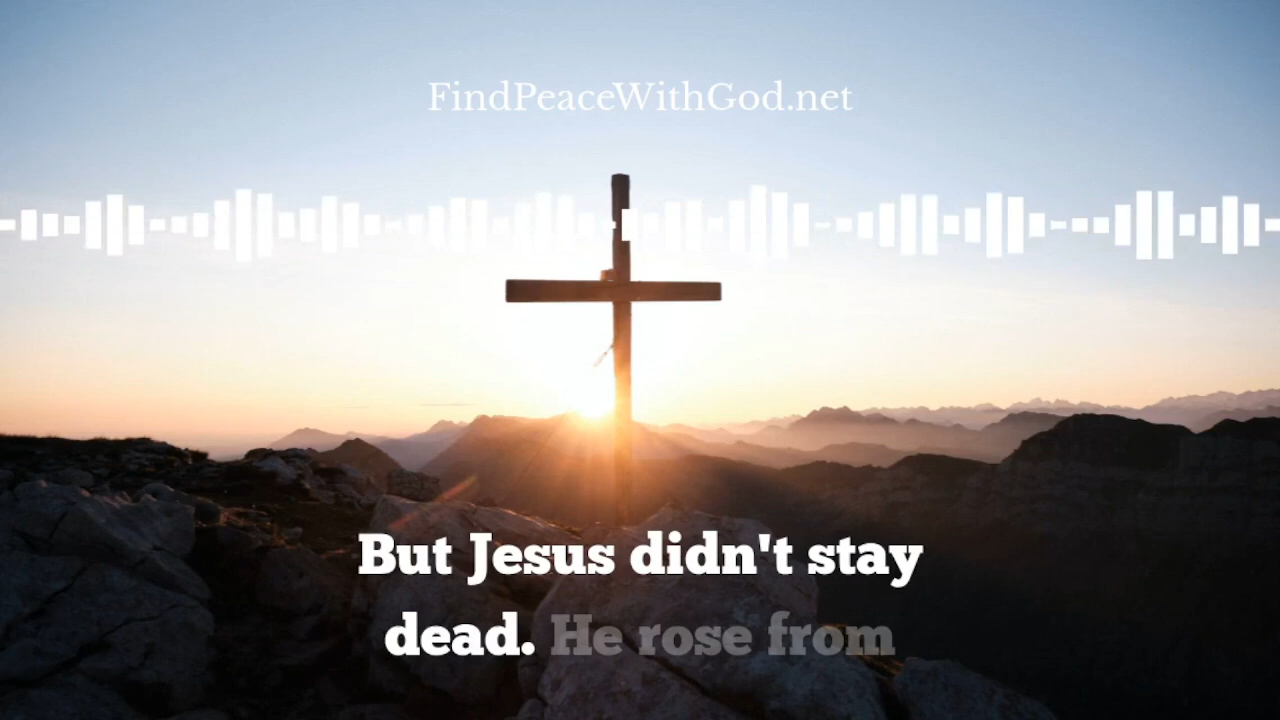 FindPeaceWithGod.net
But Jesus didn't stay
dead. He rose from